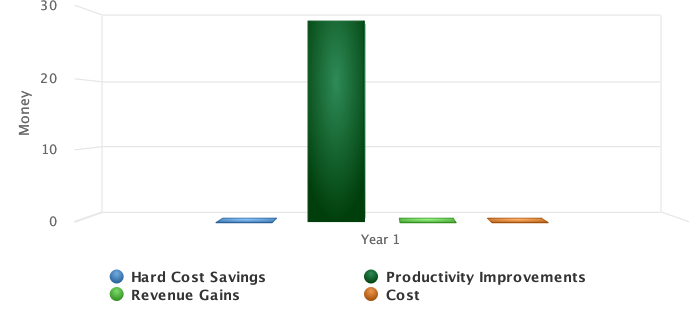 30
20
10
0
Money
Year 1
Hard Cost Savings
Productivity Improvements
Revenue Gains
Cost